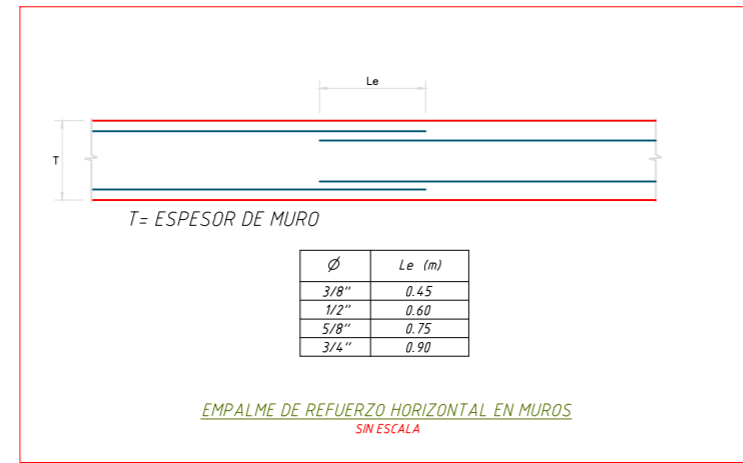 Le
T
T= ESPESOR DE MURO
Ø Le (m)
3/8" 0.45
1/2" 0.60
5/8" 0.75
3/4" 0.90
EMPALME DE REFUERZO HORIZONTAL EN MUROS
SIN ESCALA